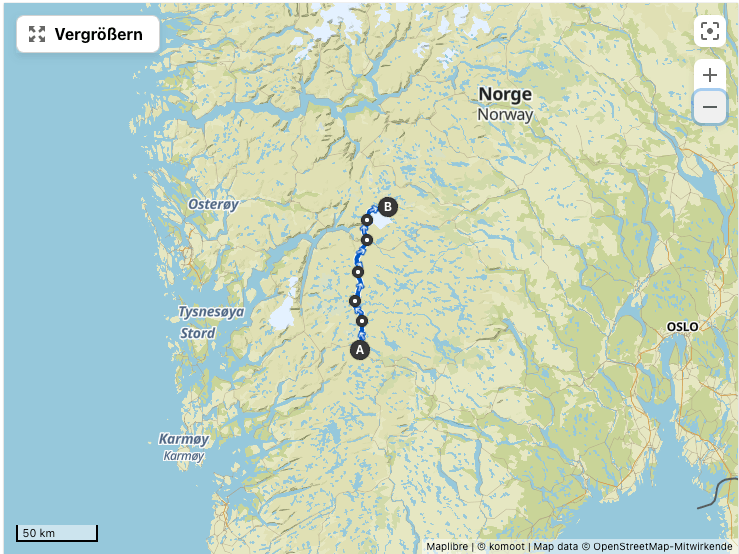 Vergrößern
Norge
Norway
Osterøy
B
Tysnesøya
Stord
OSLO
A
Karmøy
Karmøy
50 km
Maplibre | © komoot | Map data © OpenStreetMap-Mitwirkende